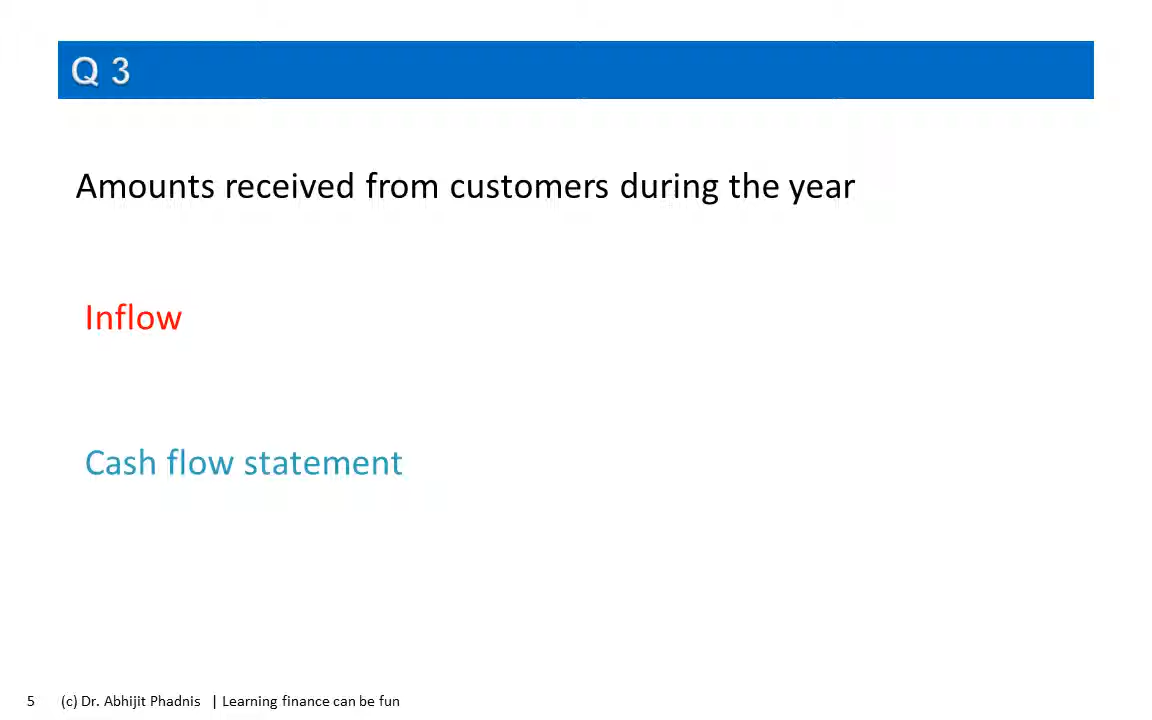 Q 3
Amounts received from customers during the year
Inflow
Cash flow statement
5 (c) Dr. Abhijit Phadnis | Learning finance can be fun